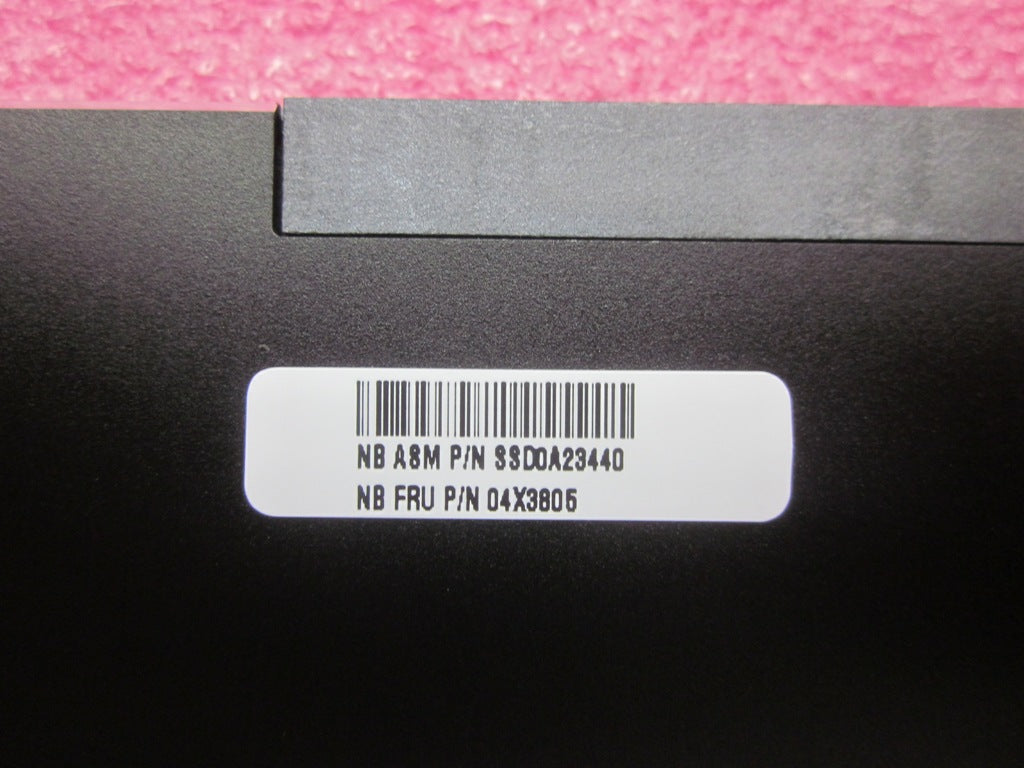 NB ASM P/N SSD0A23440
NB FRU P/N 04X3805